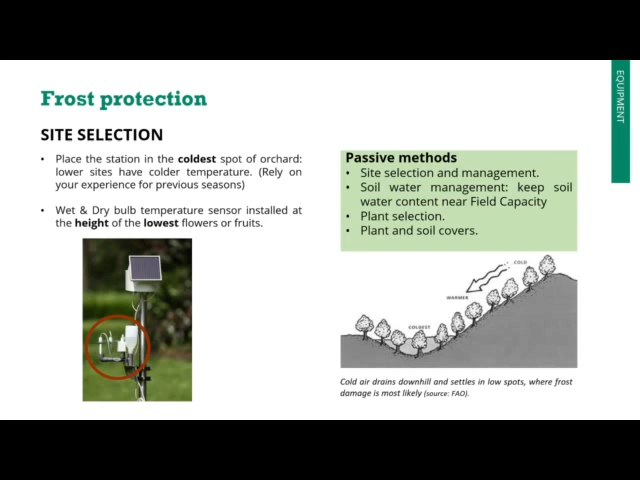 EQUIPMENT
Frost protection
SITE SELECTION
• Place the station in the coldest spot of orchard:
lower sites have colder temperature. (Rely on
your experience for previous seasons)
• Wet & Dry bulb temperature sensor installed at
the height of the lowest flowers or fruits.
Passive methods
• Site selection and management.
• Soil water management: keep soil
water content near Field Capacity
• Plant selection.
• Plant and soil covers.
COLD
WARMER
COLDEST
Cold air drains downhill and settles in low spots, where frost
damage is most likely (source: FAO).